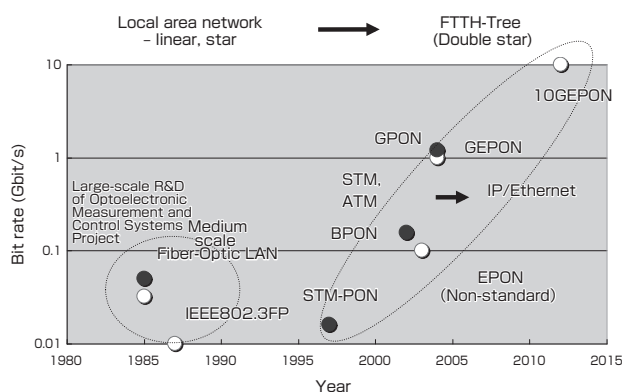 Local area network
– linear, star
FTTH-Tree
(Double star)
Bit rate (Gbit/s)
10
1
0.1
0.01
10GEPON
GPON
GEPON
STM,
ATM
IP/Ethernet
Large-scale R&D
of Optoelectronic
Measurement and
Control Systems
Project
Medium
scale
Fiber-Optic LAN
BPON
EPON
(Non-standard)
STM-PON
IEEE802.3FP
1980
1985
1990
1995
2000
2005
2010
2015
Year